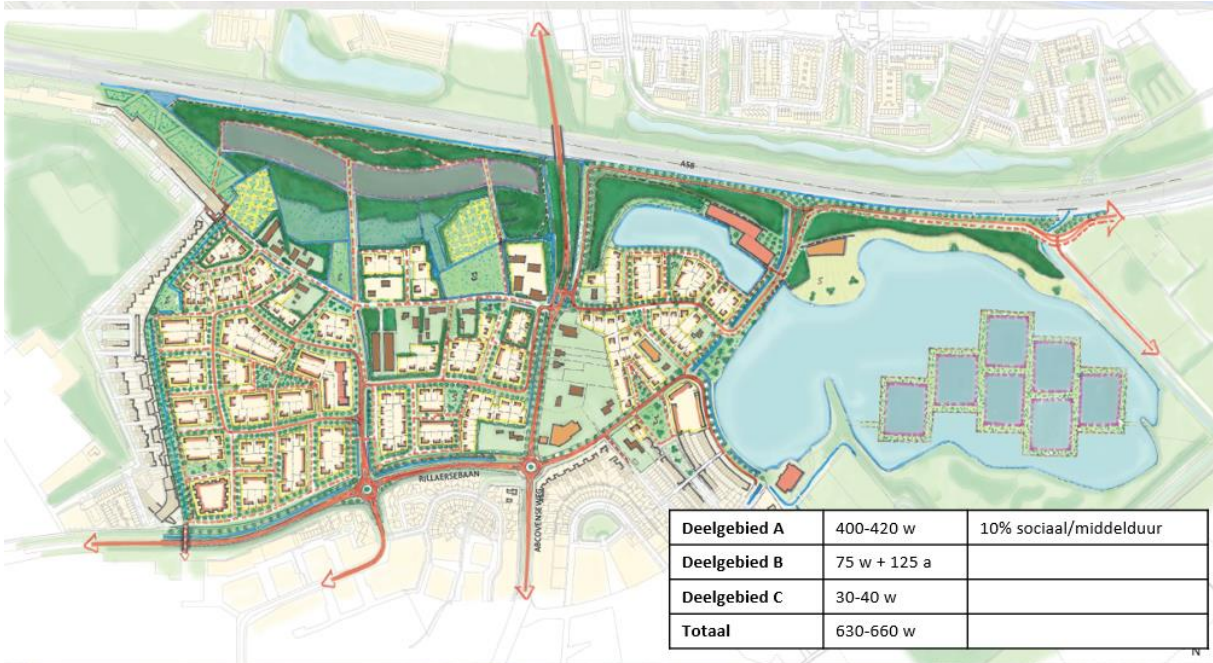 A58
RILLAERSEBAAN
ABCOVENSEWEG
Deelgebied A 400-420 w 10% sociaal/middelduur
Deelgebied B 75 w + 125 a
Deelgebied C 30-40 w
Totaal 630-660 w
N